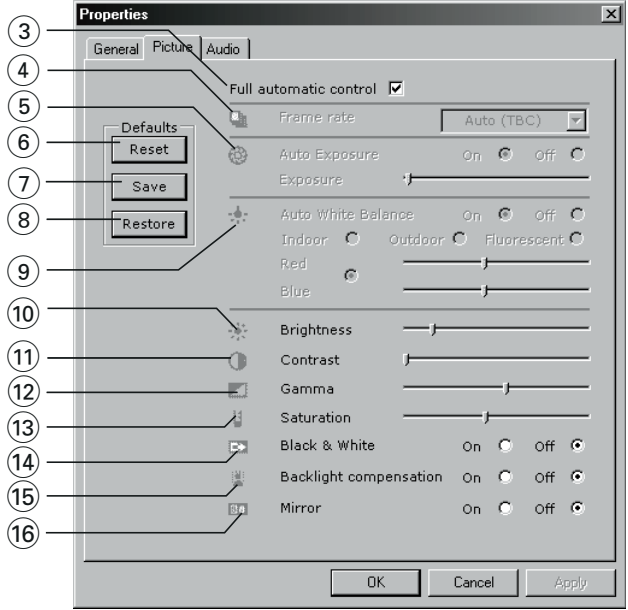 Properties
General Picture Audio
3
Full automatic control
4
Frame rate Auto (TBC)
5
Defaults
Auto Exposure On Off
6
Reset
Exposure
7
Save
8
Restore
Auto White Balance On Off
9
Indoor Outdoor Fluorescent
Red
Blue
10
Brightness
11
Contrast
12
Gamma
13
Saturation
14
Black & White On Off
15
Backlight compensation On Off
16
Mirror On Off
OK Cancel Apply